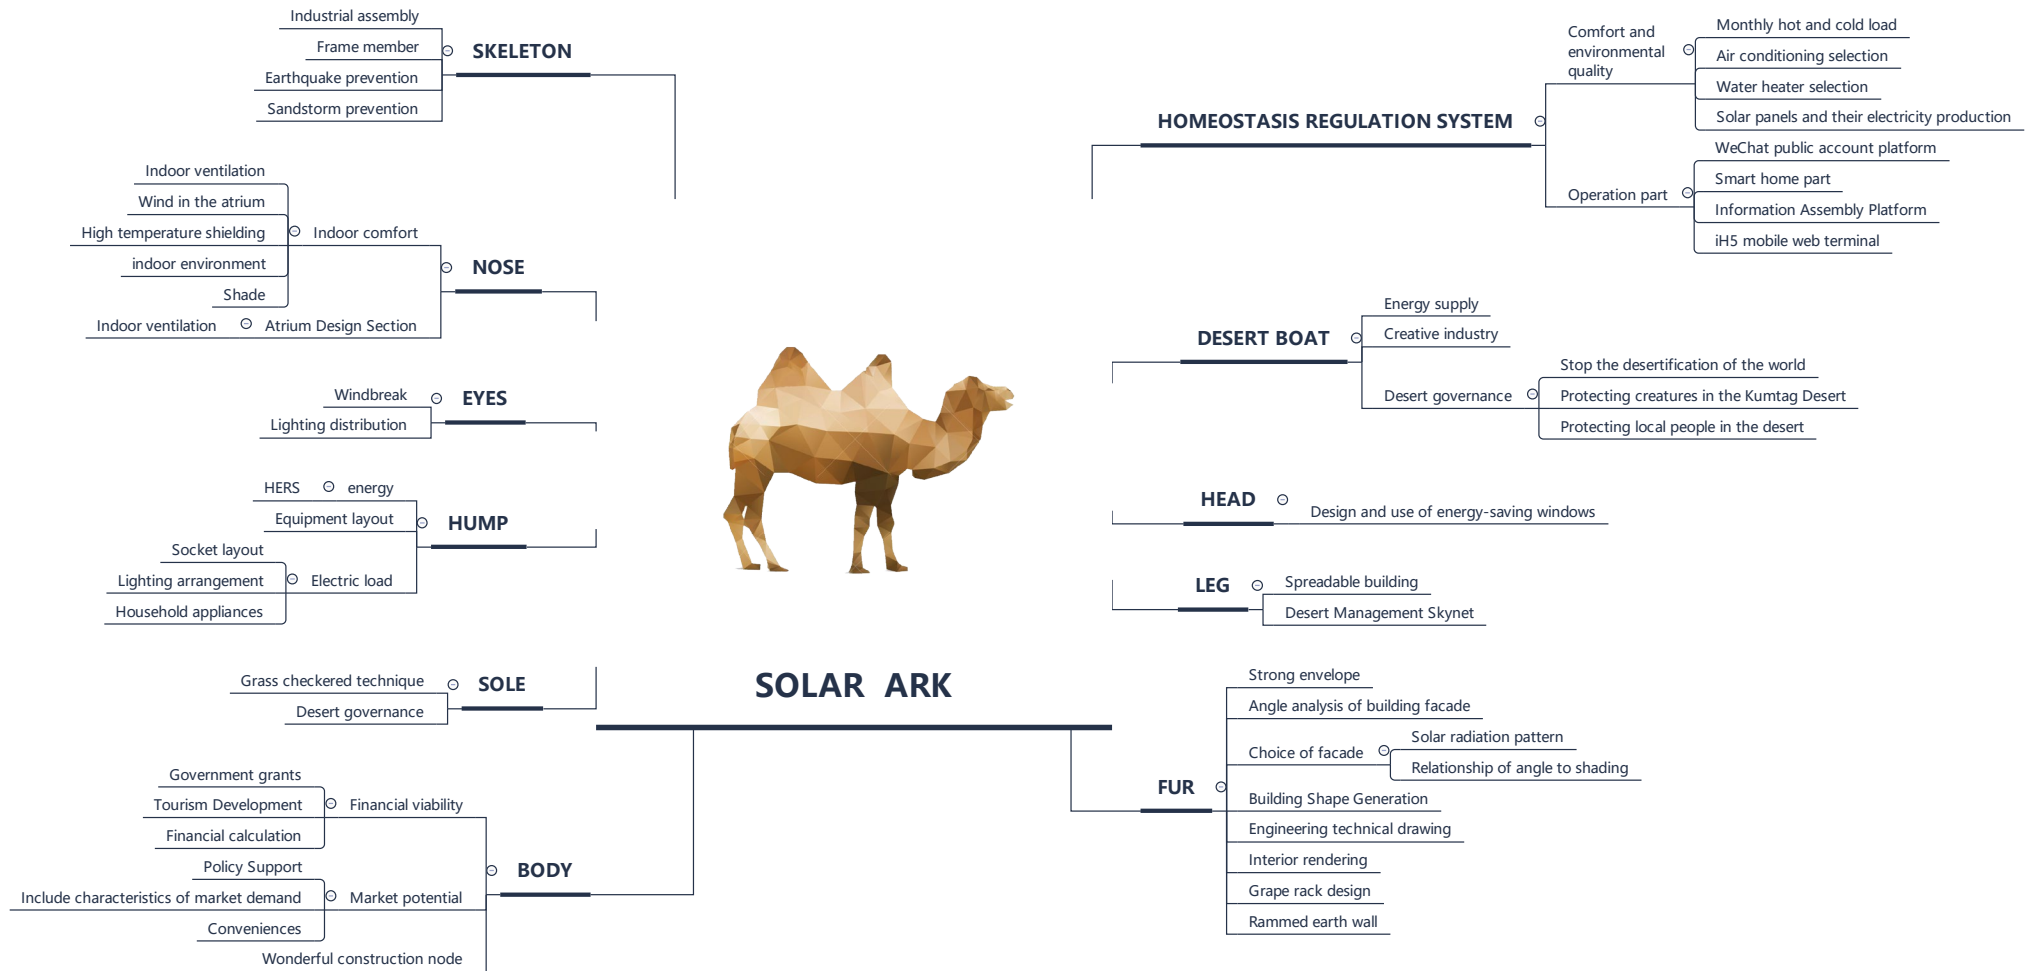 SOLAR ARK
SKELETON
Industrial assembly
Frame member
Earthquake prevention
Sandstorm prevention
NOSE
Indoor comfort
Indoor ventilation
Wind in the atrium
High temperature shielding
indoor environment
Shade
Atrium Design Section
Indoor ventilation
EYES
Windbreak
Lighting distribution
HUMP
energy
HERS
Equipment layout
Electric load
Socket layout
Lighting arrangement
Household appliances
SOLE
Grass checkered technique
Desert governance
BODY
Financial viability
Government grants
Tourism Development
Financial calculation
Market potential
Policy Support
Include characteristics of market demand
Conveniences
Wonderful construction node
HOMEOSTASIS REGULATION SYSTEM
Comfort and
environmental
quality
Monthly hot and cold load
Air conditioning selection
Water heater selection
Solar panels and their electricity production
Operation part
WeChat public account platform
Smart home part
Information Assembly Platform
iH5 mobile web terminal
DESERT BOAT
Energy supply
Creative industry
Desert governance
Stop the desertification of the world
Protecting creatures in the Kumtag Desert
Protecting local people in the desert
HEAD
Design and use of energy-saving windows
LEG
Spreadable building
Desert Management Skynet
FUR
Strong envelope
Angle analysis of building facade
Choice of facade
Solar radiation pattern
Relationship of angle to shading
Building Shape Generation
Engineering technical drawing
Interior rendering
Grape rack design
Rammed earth wall